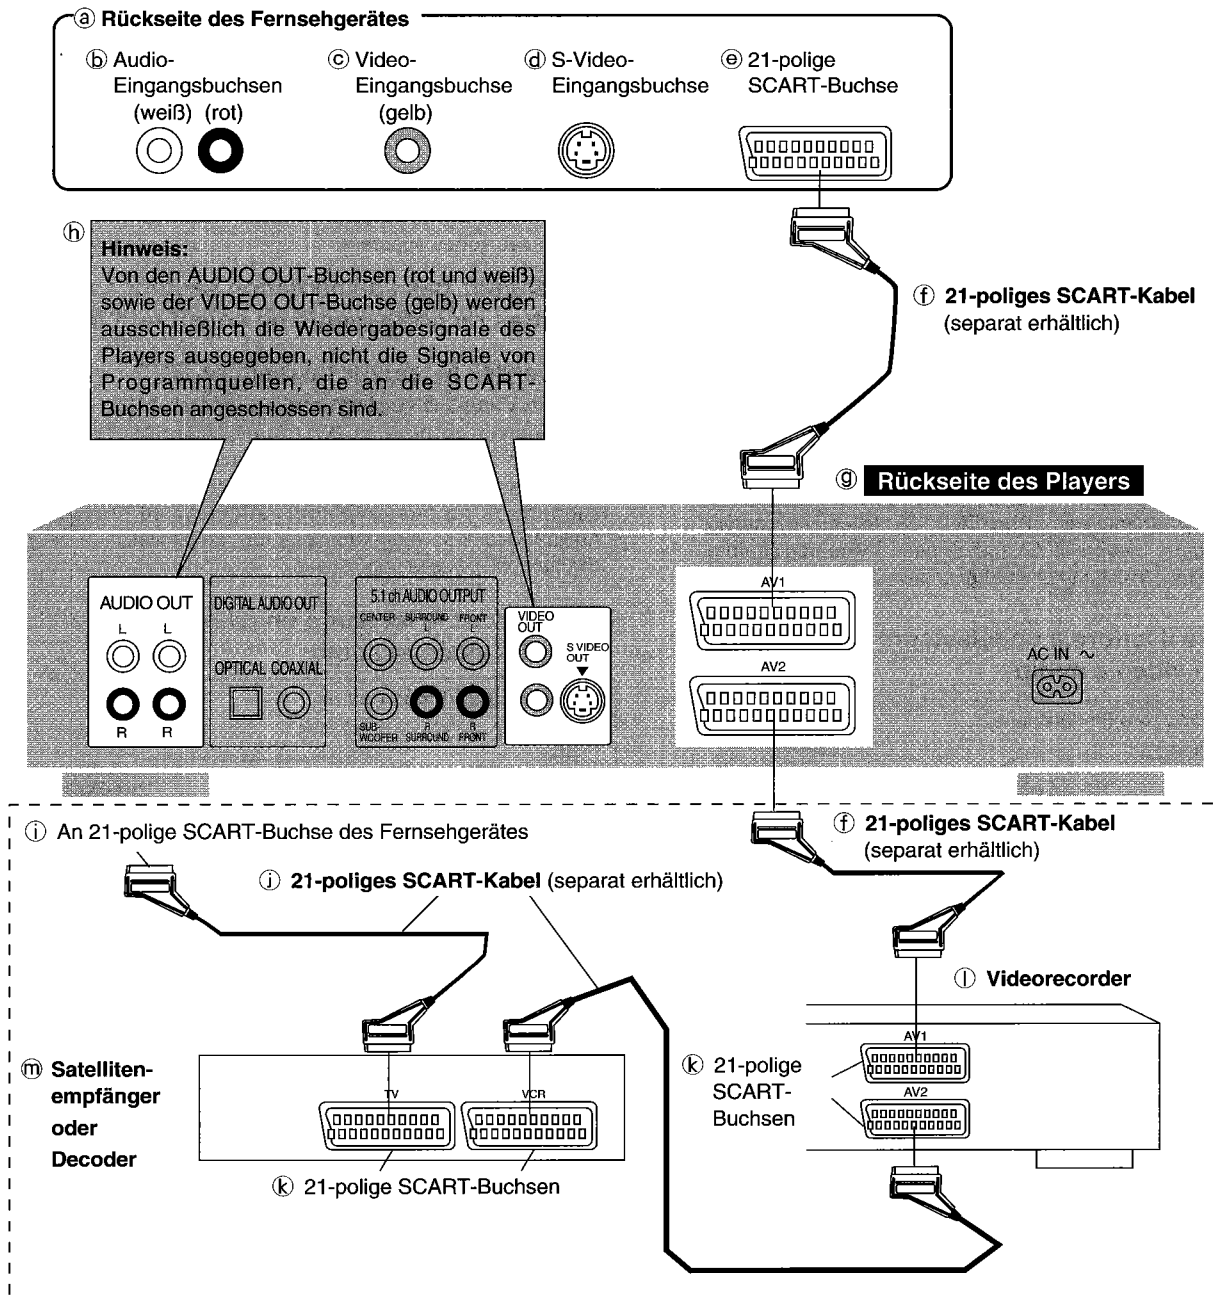 ⓐ Rückseite des Fernsehgerätes
ⓑ Audio-
Eingangsbuchsen
(weiß) (rot)
ⓒ Video-
Eingangsbuchse
(gelb)
ⓓ S-Video-
Eingangsbuchse
ⓔ 21-polige
SCART-Buchse
ⓗ Hinweis:
Von den AUDIO OUT-Buchsen (rot und weiß)
sowie der VIDEO OUT-Buchse (gelb) werden
ausschließlich die Wiedergabesignale des
Players ausgegeben, nicht die Signale von
Programmquellen, die an die SCART-
Buchsen angeschlossen sind.
ⓕ 21-poliges SCART-Kabel
(separat erhältlich)
ⓖ Rückseite des Players
AUDIO OUT
L L
R R
DIGITAL AUDIO OUT
OPTICAL COAXIAL
5.1 ch AUDIO OUTPUT
CENTER SURROUND FRONT
L L
SUB WOOFER
R SURROUND
R FRONT
VIDEO OUT
S VIDEO OUT
AV1
AV2
AC IN ∼
ⓘ An 21-polige SCART-Buchse des Fernsehgerätes
ⓕ 21-poliges SCART-Kabel
(separat erhältlich)
ⓙ 21-poliges SCART-Kabel (separat erhältlich)
ⓛ Videorecorder
AV1
AV2
ⓚ 21-polige
SCART-
Buchsen
ⓜ Satelliten-
empfänger
oder
Decoder
TV
VCR
ⓚ 21-polige SCART-Buchsen